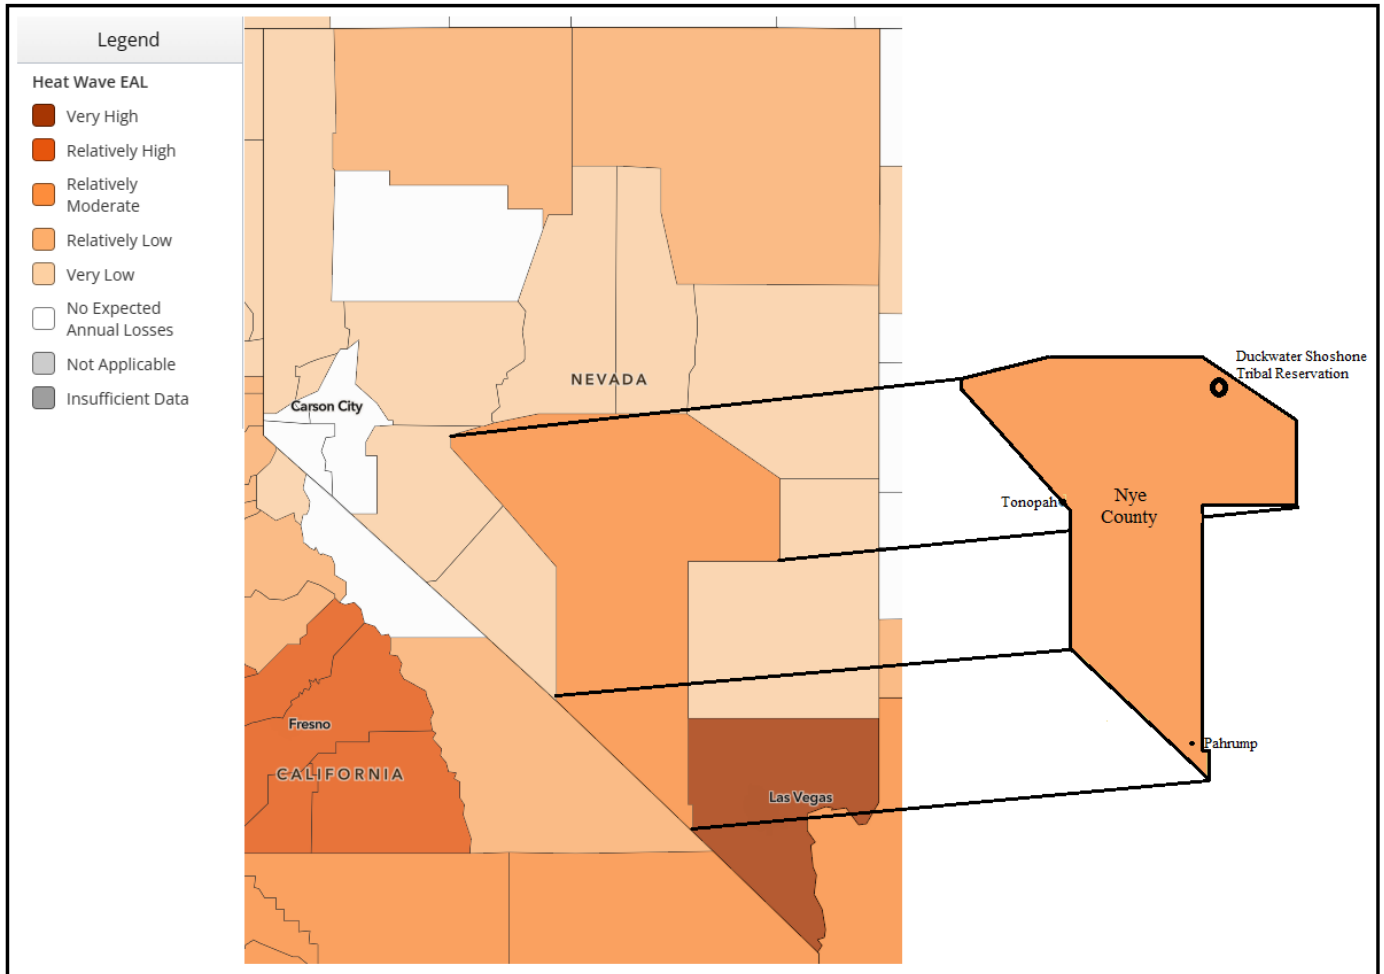 Legend
Heat Wave EAL
Very High
Relatively High
Relatively
Moderate
Relatively Low
Very Low
No Expected
Annual Losses
Not Applicable
Insufficient Data
NEVADA
Carson City
Fresno
CALIFORNIA
Las Vegas
Duckwater Shoshone
Tribal Reservation
Tonopah
Nye
County
Pahrump